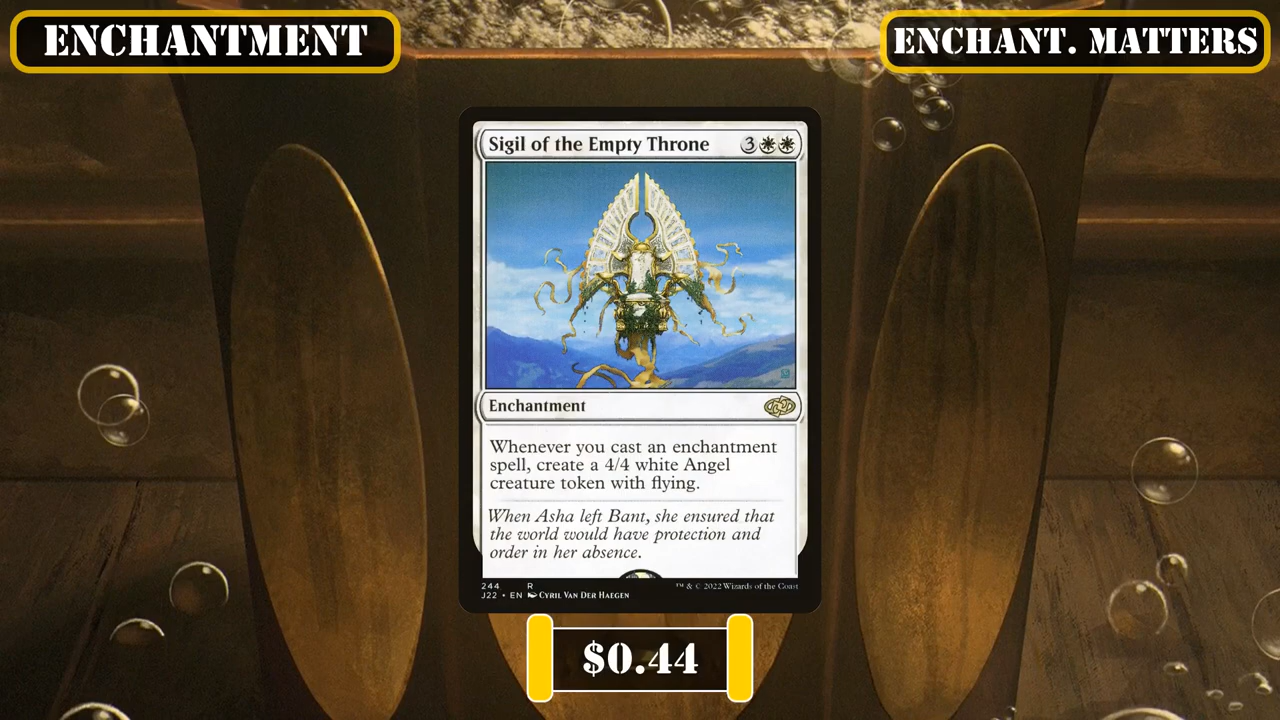 ENCHANTMENT
ENCHANT. MATTERS
Sigil of the Empty Throne 3
Enchantment
Whenever you cast an enchantment
spell, create a 4/4 white Angel
creature token with flying.
When Asha left Bant, she ensured that
the world would have protection and
order in her absence.
244 R
J22 • EN Cyril Van Der Haegen
™ & © 2022 Wizards of the Coast
$0.44